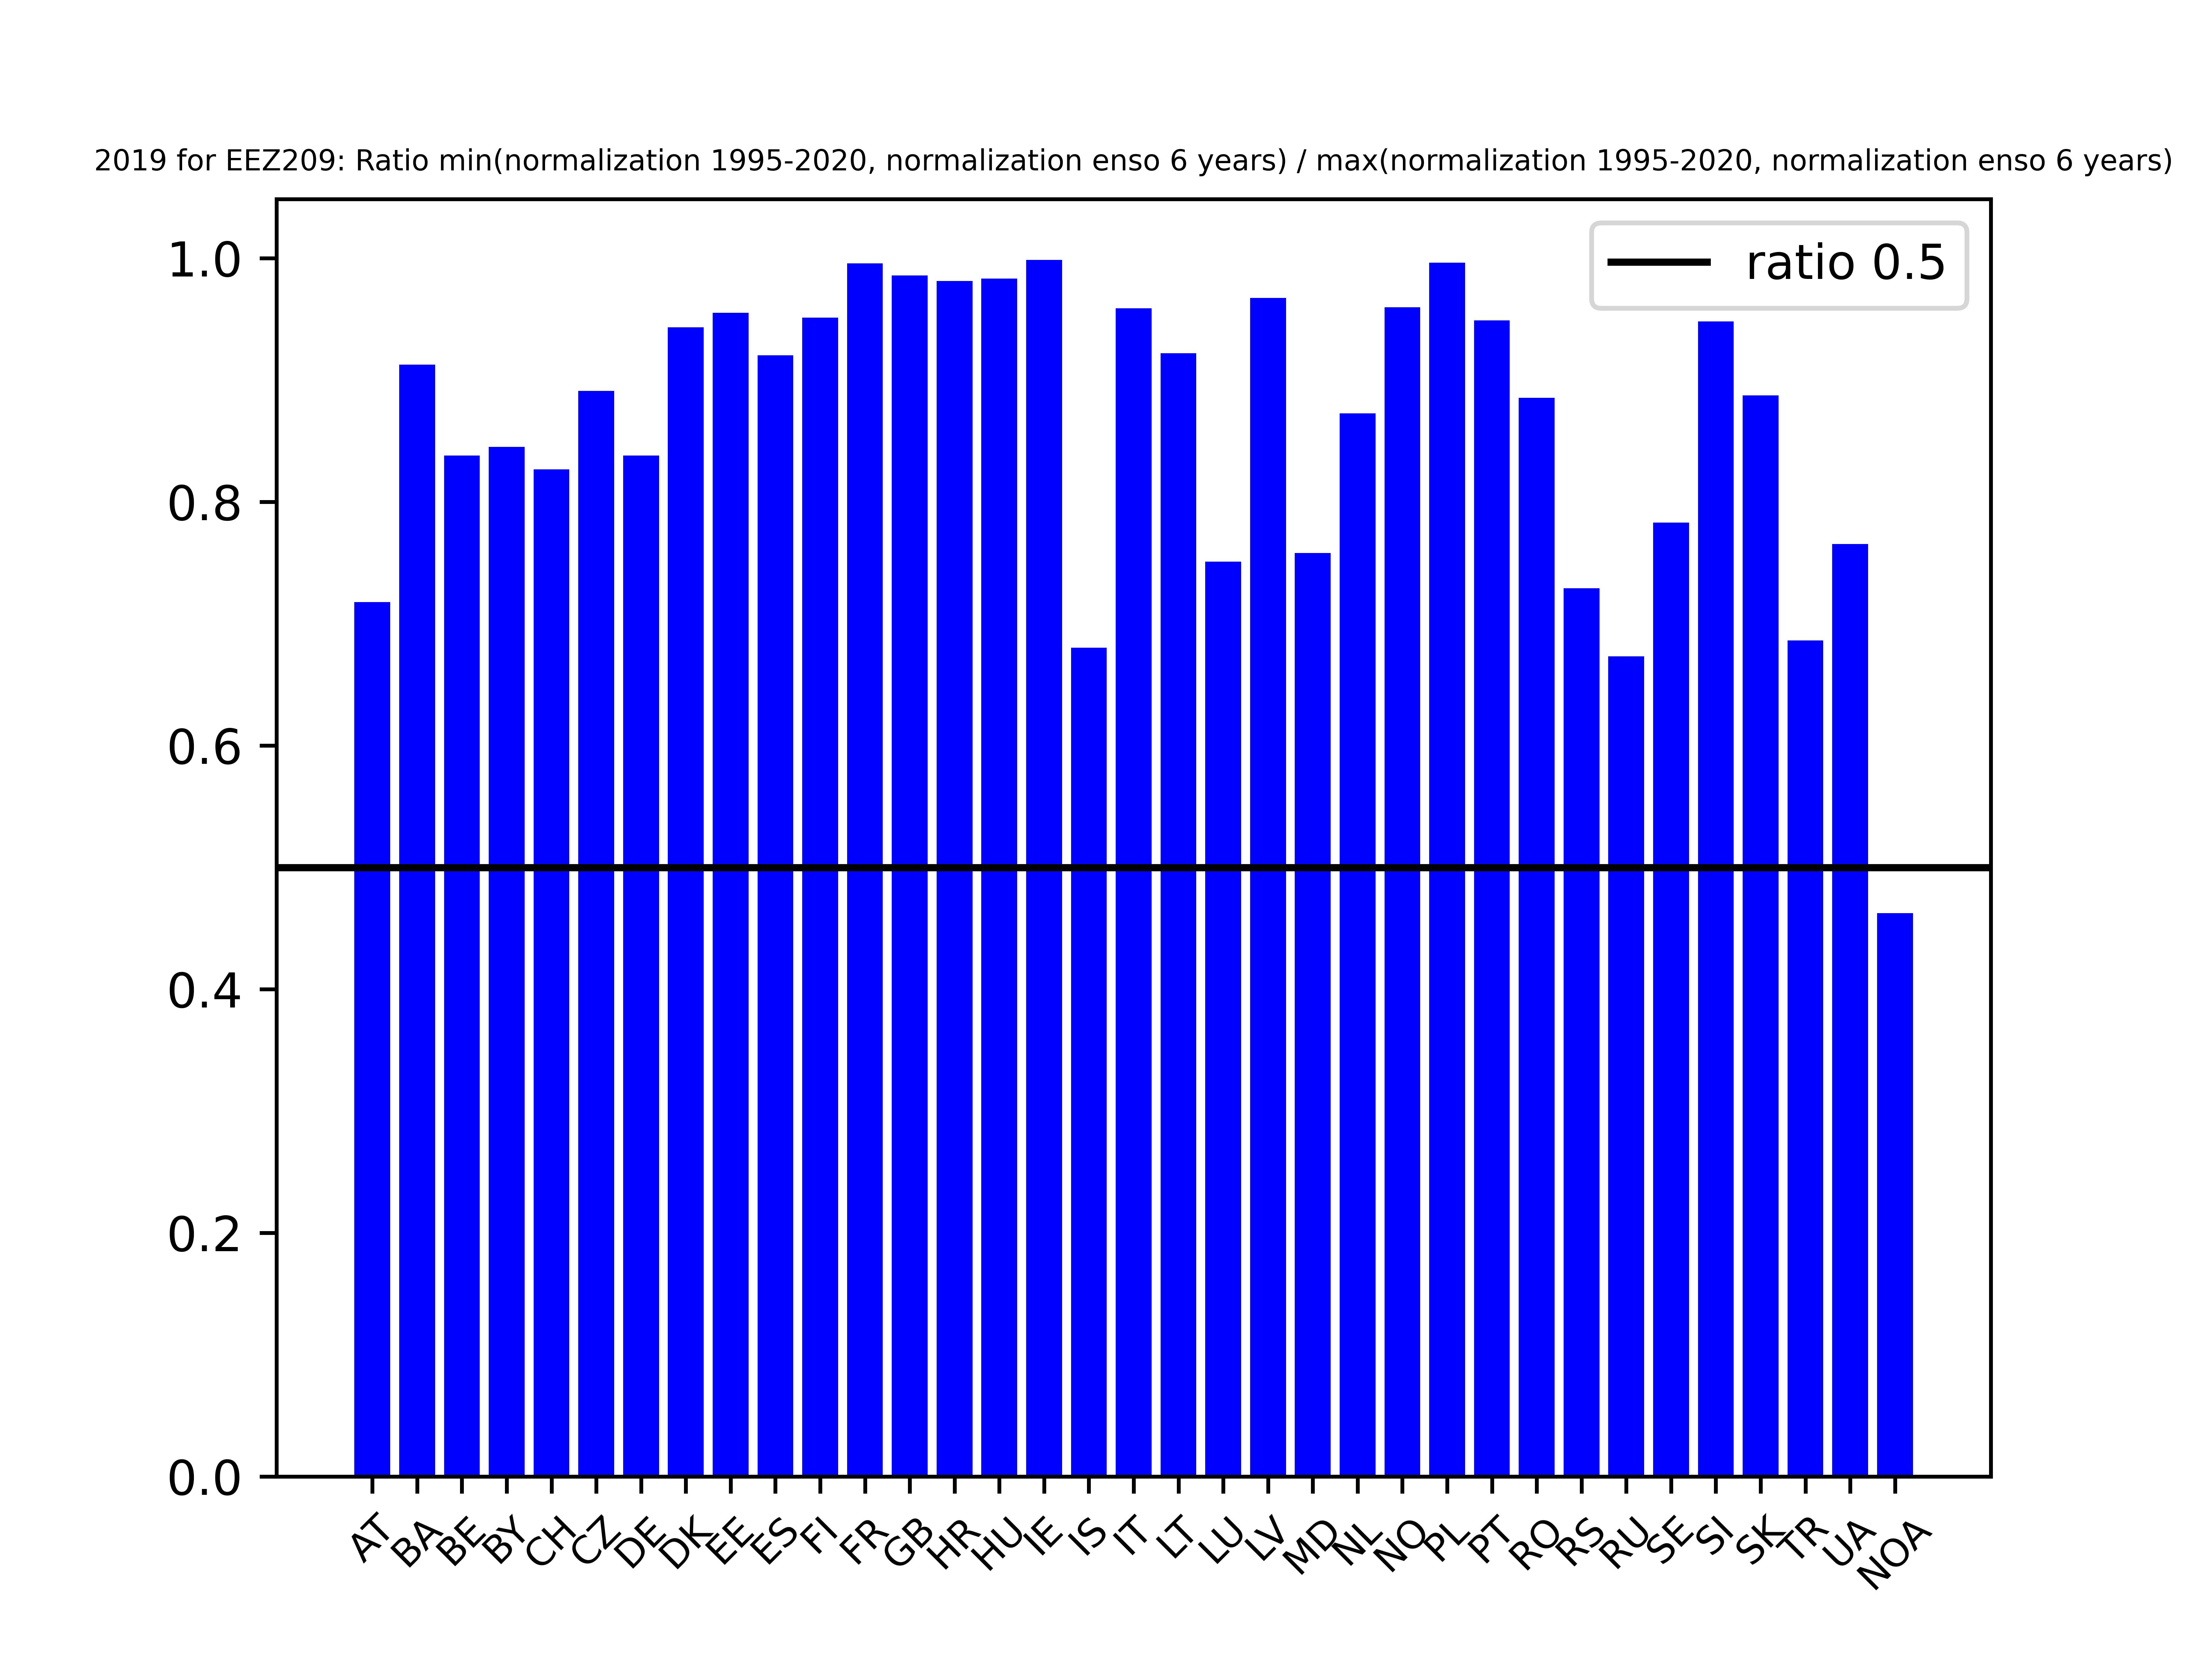 2019 for EEZ209: Ratio min(normalization 1995-2020, normalization enso 6 years) / max(normalization 1995-2020, normalization enso 6 years)
ratio 0.5
1.0
0.8
0.6
0.4
0.2
0.0
AT BA BE BY CH CZ DE DK EE ES FI FR GB HR HU IE IS IT LT LU LV MD NL NO PL PT RO RS RU SE SI SK TR UA NOA